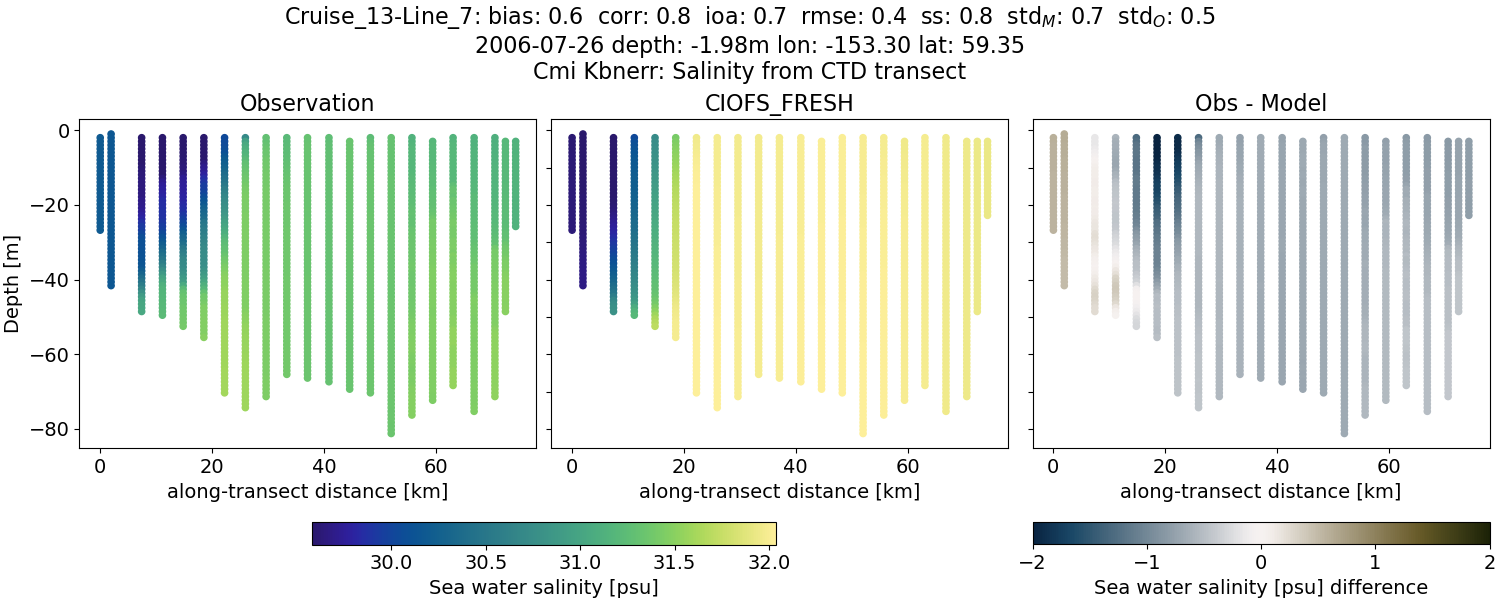 Cruise_13-Line_7: bias: 0.6 corr: 0.8 ioa: 0.7 rmse: 0.4 ss: 0.8 std_M: 0.7 std_O: 0.5
2006-07-26 depth: -1.98m lon: -153.30 lat: 59.35
Cmi Kbnerr: Salinity from CTD transect
Observation
CIOFS_FRESH
Obs - Model
Depth [m]
0
−20
−40
−60
−80
0 20 40 60
0 20 40 60
0 20 40 60
along-transect distance [km]
along-transect distance [km]
along-transect distance [km]
30.0 30.5 31.0 31.5 32.0
Sea water salinity [psu]
−2 −1 0 1 2
Sea water salinity [psu] difference